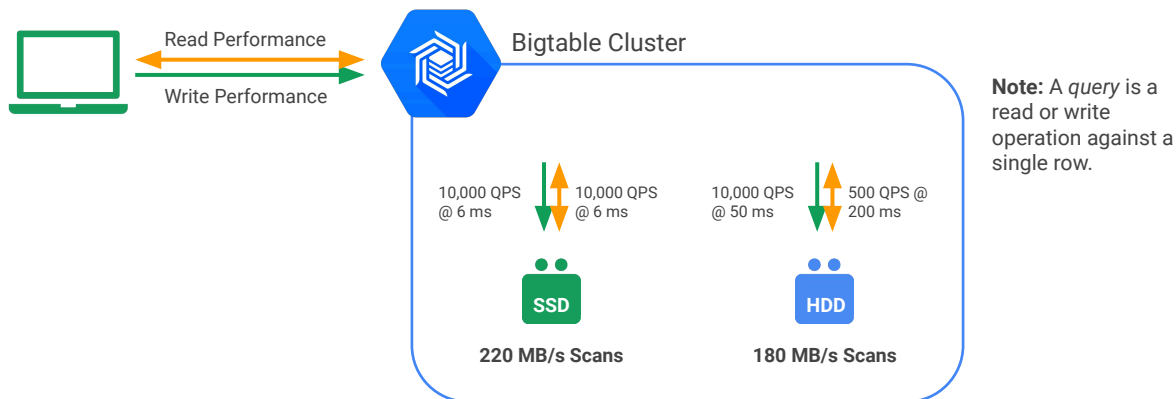 Read Performance
Write Performance
Bigtable Cluster
Note: A query is a
read or write
operation against a
single row.
10,000 QPS
@ 6 ms
10,000 QPS
@ 6 ms
10,000 QPS
@ 50 ms
500 QPS @
200 ms
SSD
HDD
220 MB/s Scans
180 MB/s Scans